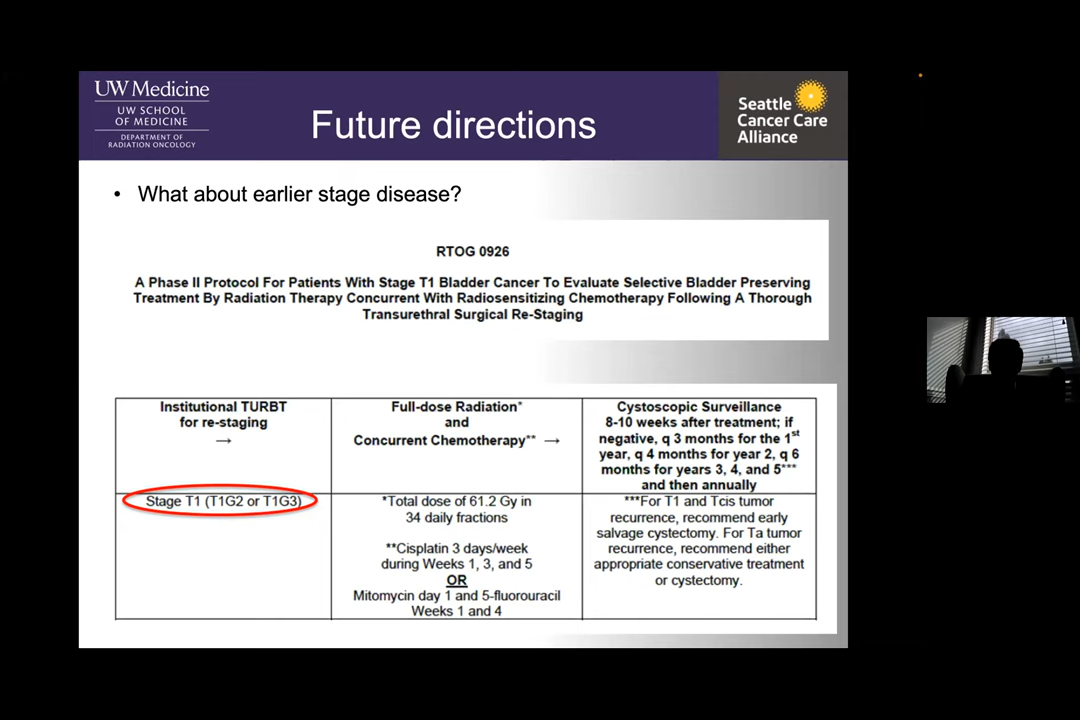 UW Medicine
UW SCHOOL
OF MEDICINE
DEPARTMENT OF
RADIATION ONCOLOGY
Future directions
Seattle
Cancer Care
Alliance
• What about earlier stage disease?
RTOG 0926
A Phase II Protocol For Patients With Stage T1 Bladder Cancer To Evaluate Selective Bladder Preserving
Treatment By Radiation Therapy Concurrent With Radiosensitizing Chemotherapy Following A Thorough
Transurethral Surgical Re-Staging
Institutional TURBT
for re-staging
→
Full-dose Radiation*
and
Concurrent Chemotherapy** →
Cystoscopic Surveillance
8-10 weeks after treatment; if
negative, q 3 months for the 1st
year, q 4 months for year 2, q 6
months for years 3, 4, and 5***
and then annually
Stage T1 (T1G2 or T1G3)
*Total dose of 61.2 Gy in
34 daily fractions
**Cisplatin 3 days/week
during Weeks 1, 3, and 5
OR
Mitomycin day 1 and 5-fluorouracil
Weeks 1 and 4
***For T1 and Tcis tumor
recurrence, recommend early
salvage cystectomy. For Ta tumor
recurrence, recommend either
appropriate conservative treatment
or cystectomy.